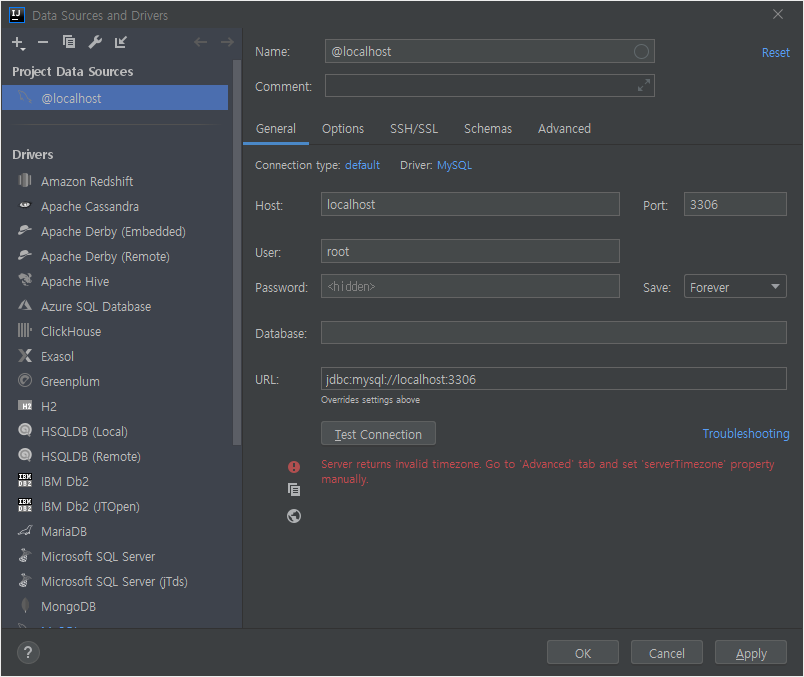 Data Sources and Drivers
Name: @localhost Reset
Comment:
Project Data Sources
@localhost
Drivers
Amazon Redshift
Apache Cassandra
Apache Derby (Embedded)
Apache Derby (Remote)
Apache Hive
Azure SQL Database
ClickHouse
Exasol
Greenplum
H2
HSQLDB (Local)
HSQLDB (Remote)
IBM Db2
IBM Db2 (JTOpen)
MariaDB
Microsoft SQL Server
Microsoft SQL Server (jTds)
MongoDB
General Options SSH/SSL Schemas Advanced
Connection type: default Driver: MySQL
Host: localhost Port: 3306
User: root
Password: <hidden> Save: Forever
Database:
URL: jdbc:mysql://localhost:3306
Overrides settings above
Test Connection Troubleshooting
Server returns invalid timezone. Go to 'Advanced' tab and set 'serverTimezone' property
manually.
? OK Cancel Apply